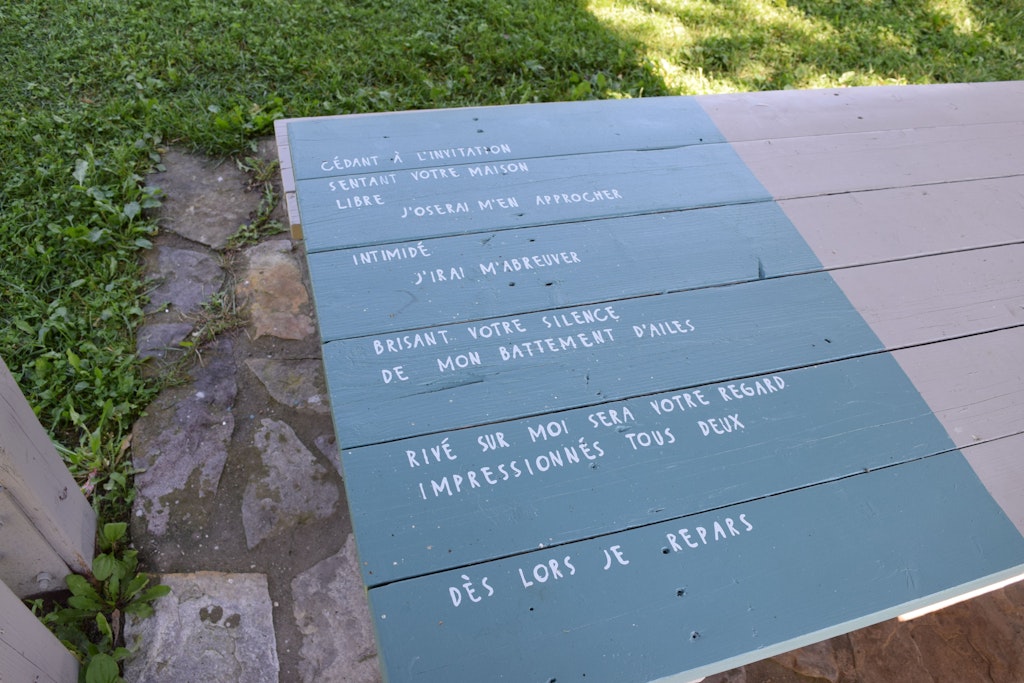 CÉDANT À L'INVITATION
SENTANT VOTRE MAISON
LIBRE J'OSERAI M'EN APPROCHER
INTIMIDÉ
J'IRAI M'ABREUVER
BRISANT VOTRE SILENCE
DE MON BATTEMENT D'AILES
RIVÉ SUR MOI SERA VOTRE REGARD
IMPRESSIONNÉS TOUS DEUX
DÈS LORS JE REPARS